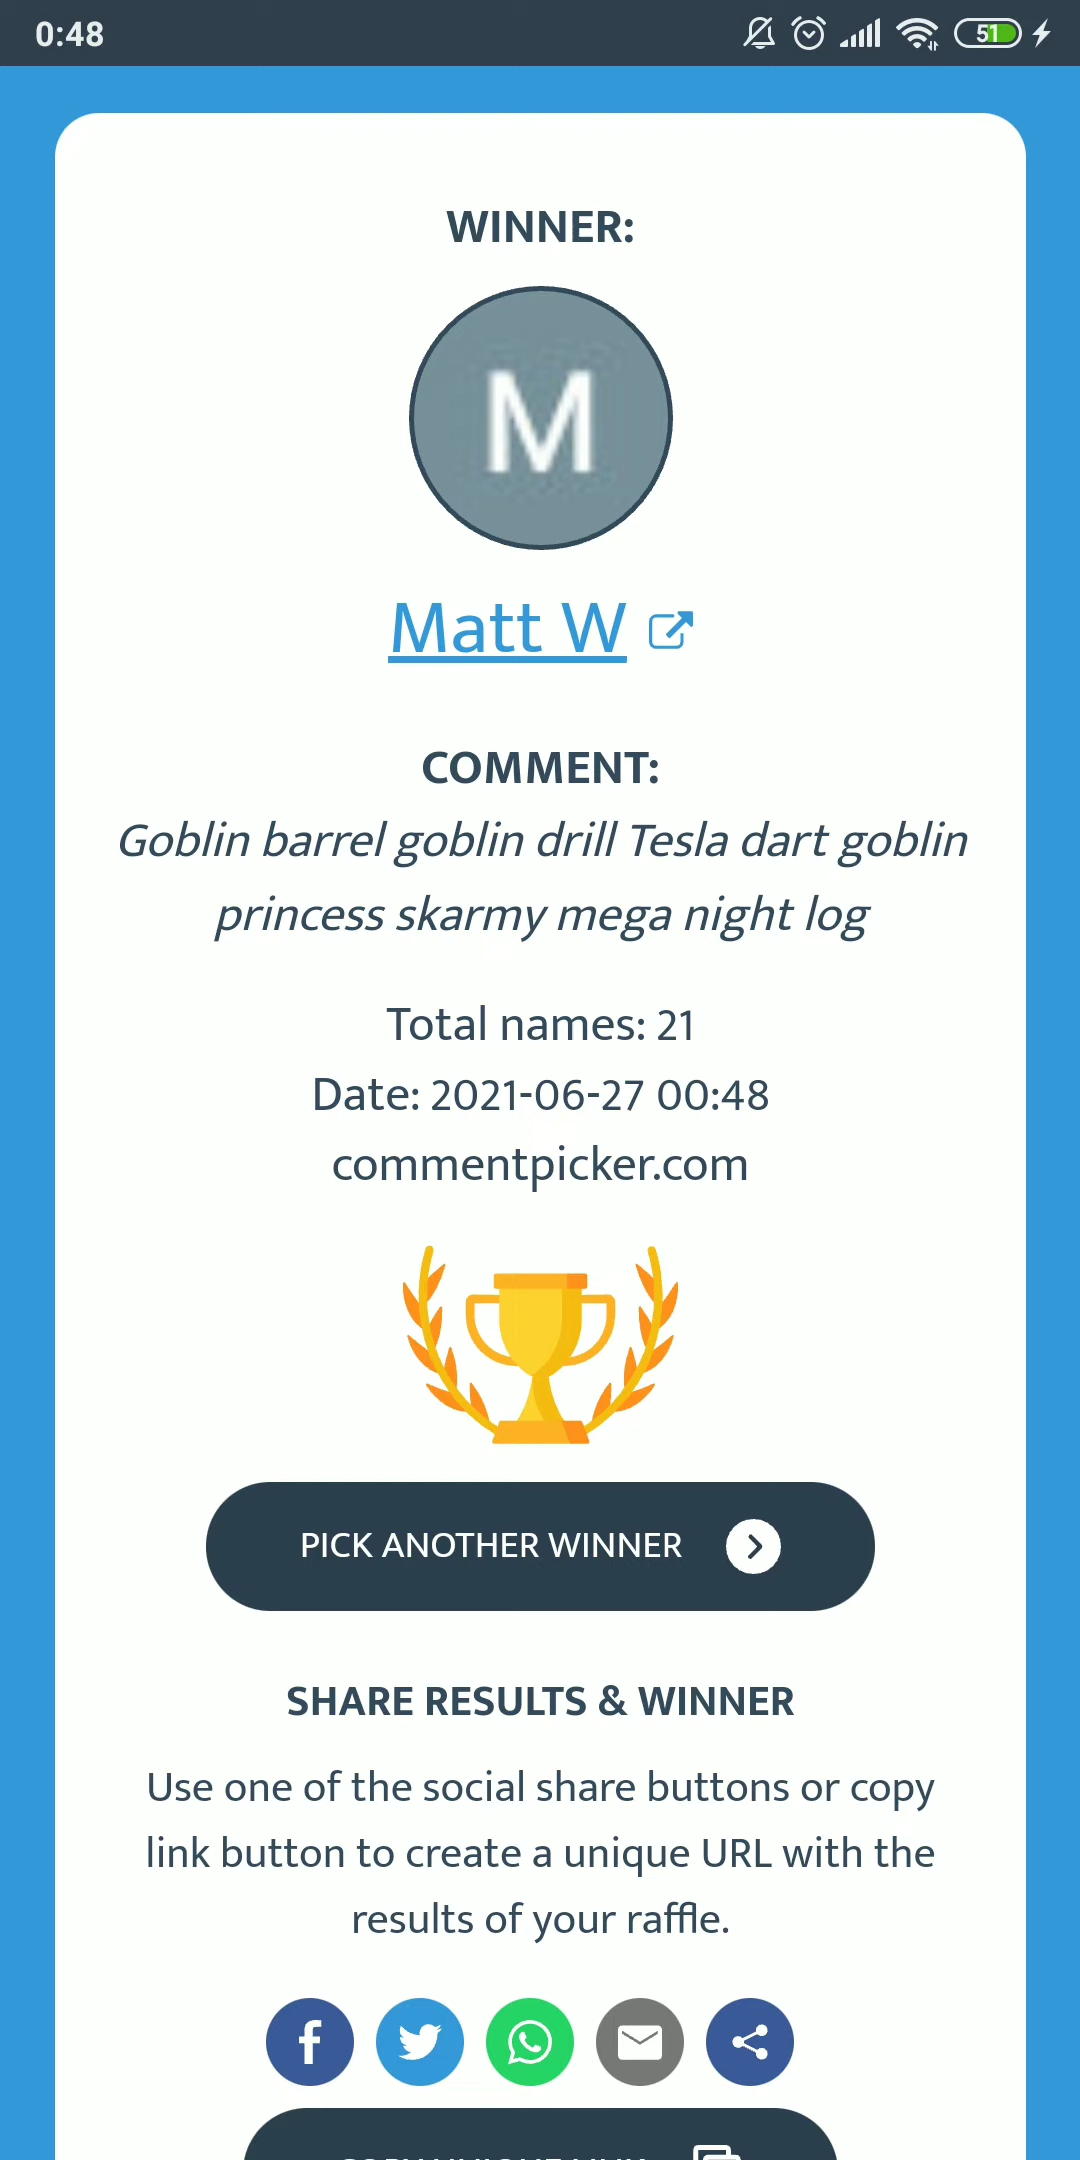 0:48
51
WINNER:
M
Matt W
COMMENT:
Goblin barrel goblin drill Tesla dart goblin
princess skarmy mega night log
Total names: 21
Date: 2021-06-27 00:48
commentpicker.com
PICK ANOTHER WINNER
SHARE RESULTS & WINNER
Use one of the social share buttons or copy
link button to create a unique URL with the
results of your raffle.